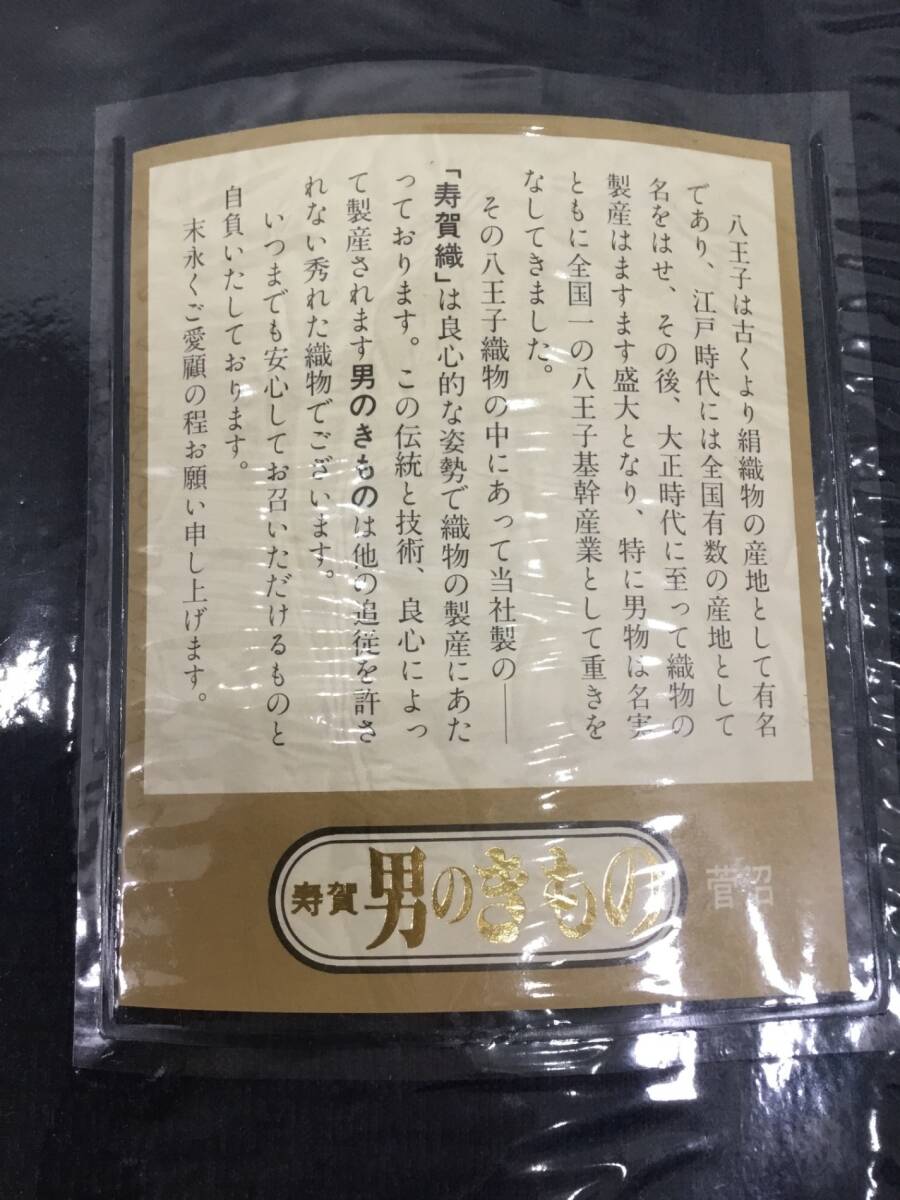 八王子は古くより絹織物の産地として有名
であり、江戸時代には全国有数の産地として
名をはせ、その後、大正時代に至って織物の
製産はますます盛大となり、特に男物は名実
ともに全国一の八王子基幹産業として重きを
なしてきました。
その八王子織物の中にあって当社製の――
「寿賀織」は良心的な姿勢で織物の製産にあた
っております。この伝統と技術、良心によっ
て製産されます男のきものは他の追従を許さ
れない秀れた織物でございます。
いつまでも安心してお召いただけるものと
自負いたしております。
末永くご愛顧の程お願い申し上げます。
寿賀 男のきもの
菅沼